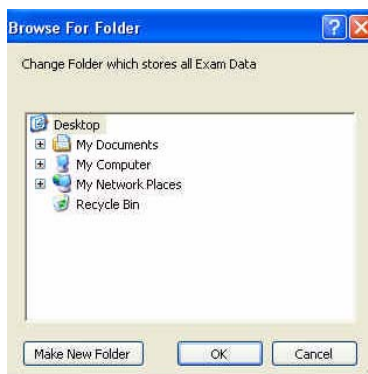 Browse For Folder
Change Folder which stores all Exam Data
Desktop
My Documents
My Computer
My Network Places
Recycle Bin
Make New Folder
OK
Cancel